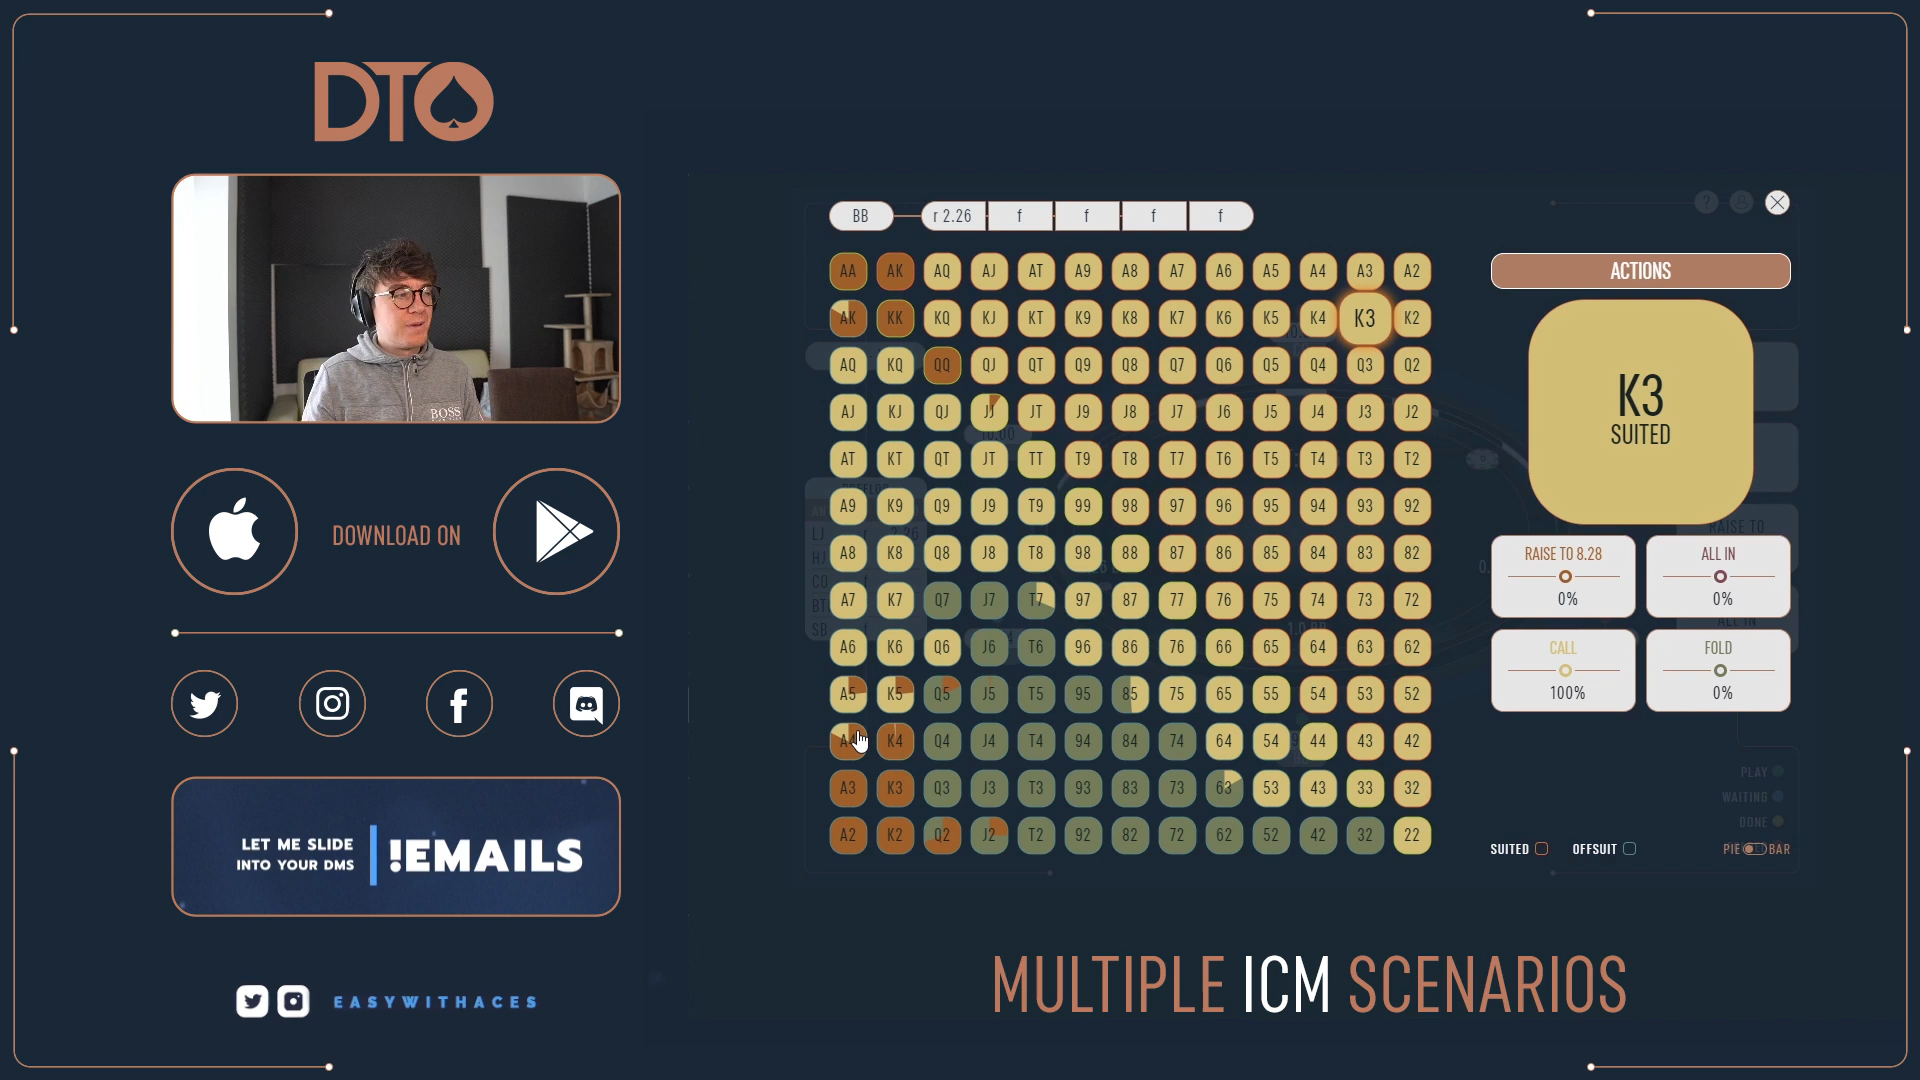 DTO
BOSS
DOWNLOAD ON
LET ME SLIDE
INTO YOUR DMS
!EMAILS
EASYWITHACES
BB r 2.26 f f f f
AA AK AQ AJ AT A9 A8 A7 A6 A5 A4 A3 A2
AK KK KQ KJ KT K9 K8 K7 K6 K5 K4 K3 K2
AQ KQ QQ QJ QT Q9 Q8 Q7 Q6 Q5 Q4 Q3 Q2
AJ KJ QJ JJ JT J9 J8 J7 J6 J5 J4 J3 J2
AT KT QT JT TT T9 T8 T7 T6 T5 T4 T3 T2
A9 K9 Q9 J9 T9 99 98 97 96 95 94 93 92
A8 K8 Q8 J8 T8 98 88 87 86 85 84 83 82
A7 K7 Q7 J7 T7 97 87 77 76 75 74 73 72
A6 K6 Q6 J6 T6 96 86 76 66 65 64 63 62
A5 K5 Q5 J5 T5 95 85 75 65 55 54 53 52
A4 K4 Q4 J4 T4 94 84 74 64 54 44 43 42
A3 K3 Q3 J3 T3 93 83 73 63 53 43 33 32
A2 K2 Q2 J2 T2 92 82 72 62 52 42 32 22
ACTIONS
K3
SUITED
RAISE TO 8.28
0%
ALL IN
0%
CALL
100%
FOLD
0%
RAISE TO
ALL IN
PLAY
WAITING
DONE
SUITED OFFSUIT PIE BAR
MULTIPLE ICM SCENARIOS